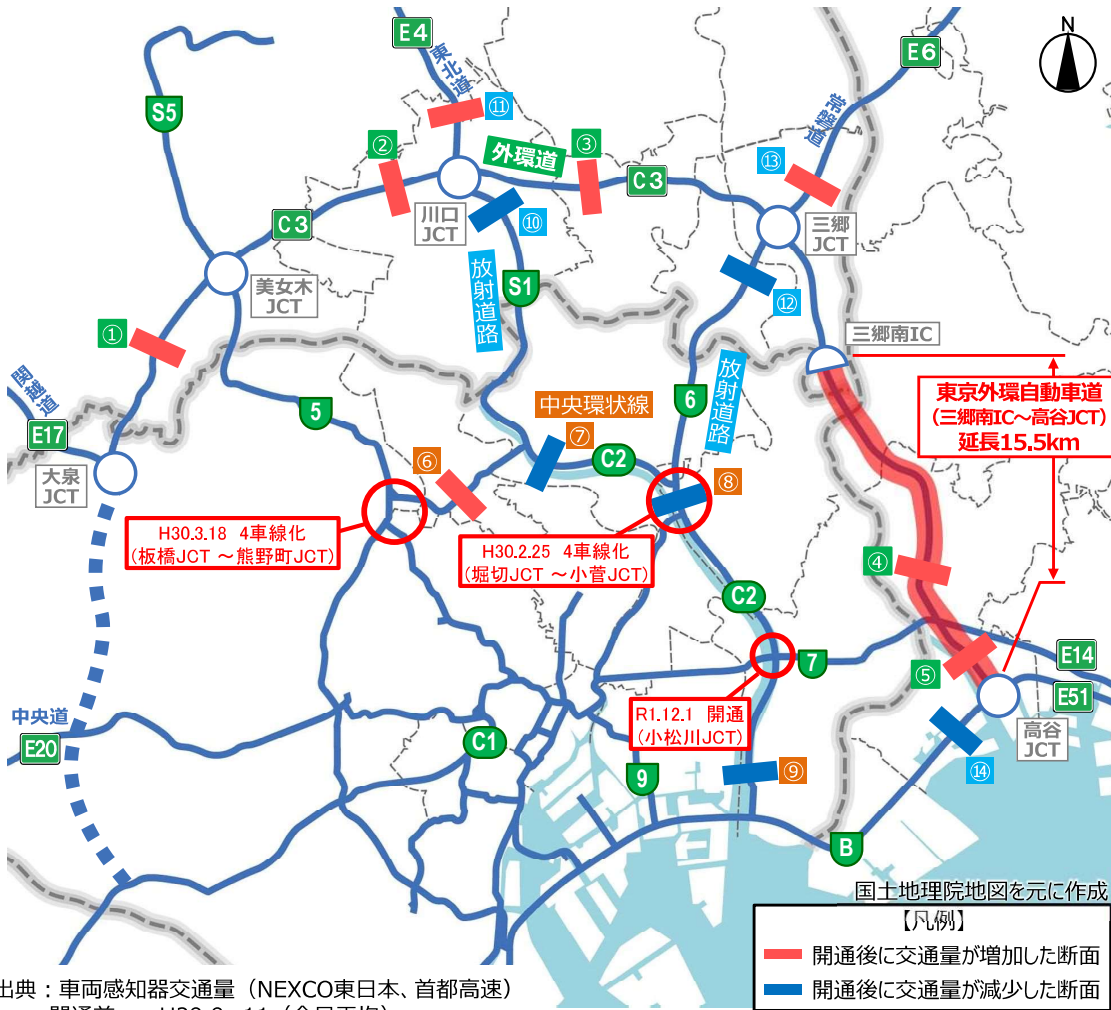 N
E4
東北道
E6
常磐道
S5
⑪
②
外環道
③
C3
⑬
C3
川口
JCT
⑩
三郷
JCT
美女木
JCT
放射道路
S1
⑫
①
三郷南IC
関越道
5
6
放射道路
東京外環自動車道
(三郷南IC～高谷JCT)
延長15.5km
E17
中央環状線
⑦
C2
大泉
JCT
⑥
⑧
H30.3.18 4車線化
(板橋JCT ～熊野町JCT)
H30.2.25 4車線化
(堀切JCT ～小菅JCT)
④
C2
7
E14
⑤
E51
中央道
E20
R1.12.1 開通
(小松川JCT)
C1
高谷
JCT
9
⑨
⑭
B
国土地理院地図を元に作成
【凡例】
開通後に交通量が増加した断面
開通後に交通量が減少した断面
出典：車両感知器交通量（NEXCO東日本、首都高速）